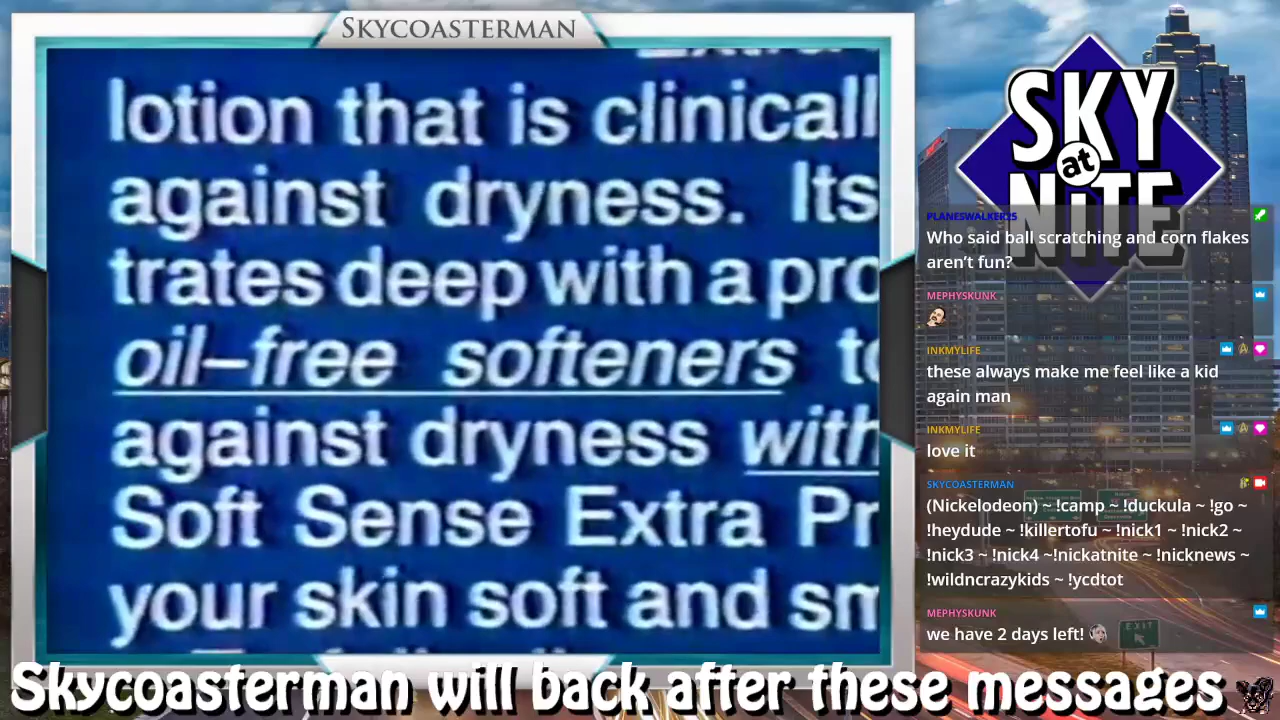 SKYCOASTERMAN
lotion that is clinicall
against dryness. Its
trates deep with a pro
oil–free softeners to
against dryness with
Soft Sense Extra Pr
your skin soft and sm
SKY
at
NiTE
PLANESWALKER25
Who said ball scratching and corn flakes
aren't fun?
MEPHYSKUNK
INKMYLIFE
these always make me feel like a kid
again man
INKMYLIFE
love it
SKYCOASTERMAN
(Nickelodeon) ~ !camp ~ !duckula ~ !go ~
!heydude ~ !killertofu ~ !nick1 ~ !nick2 ~
!nick3 ~ !nick4 ~!nickatnite ~ !nicknews ~
!wildncrazykids ~ !ycdtot
MEPHYSKUNK
we have 2 days left!
EXIT
Skycoasterman will back after these messages